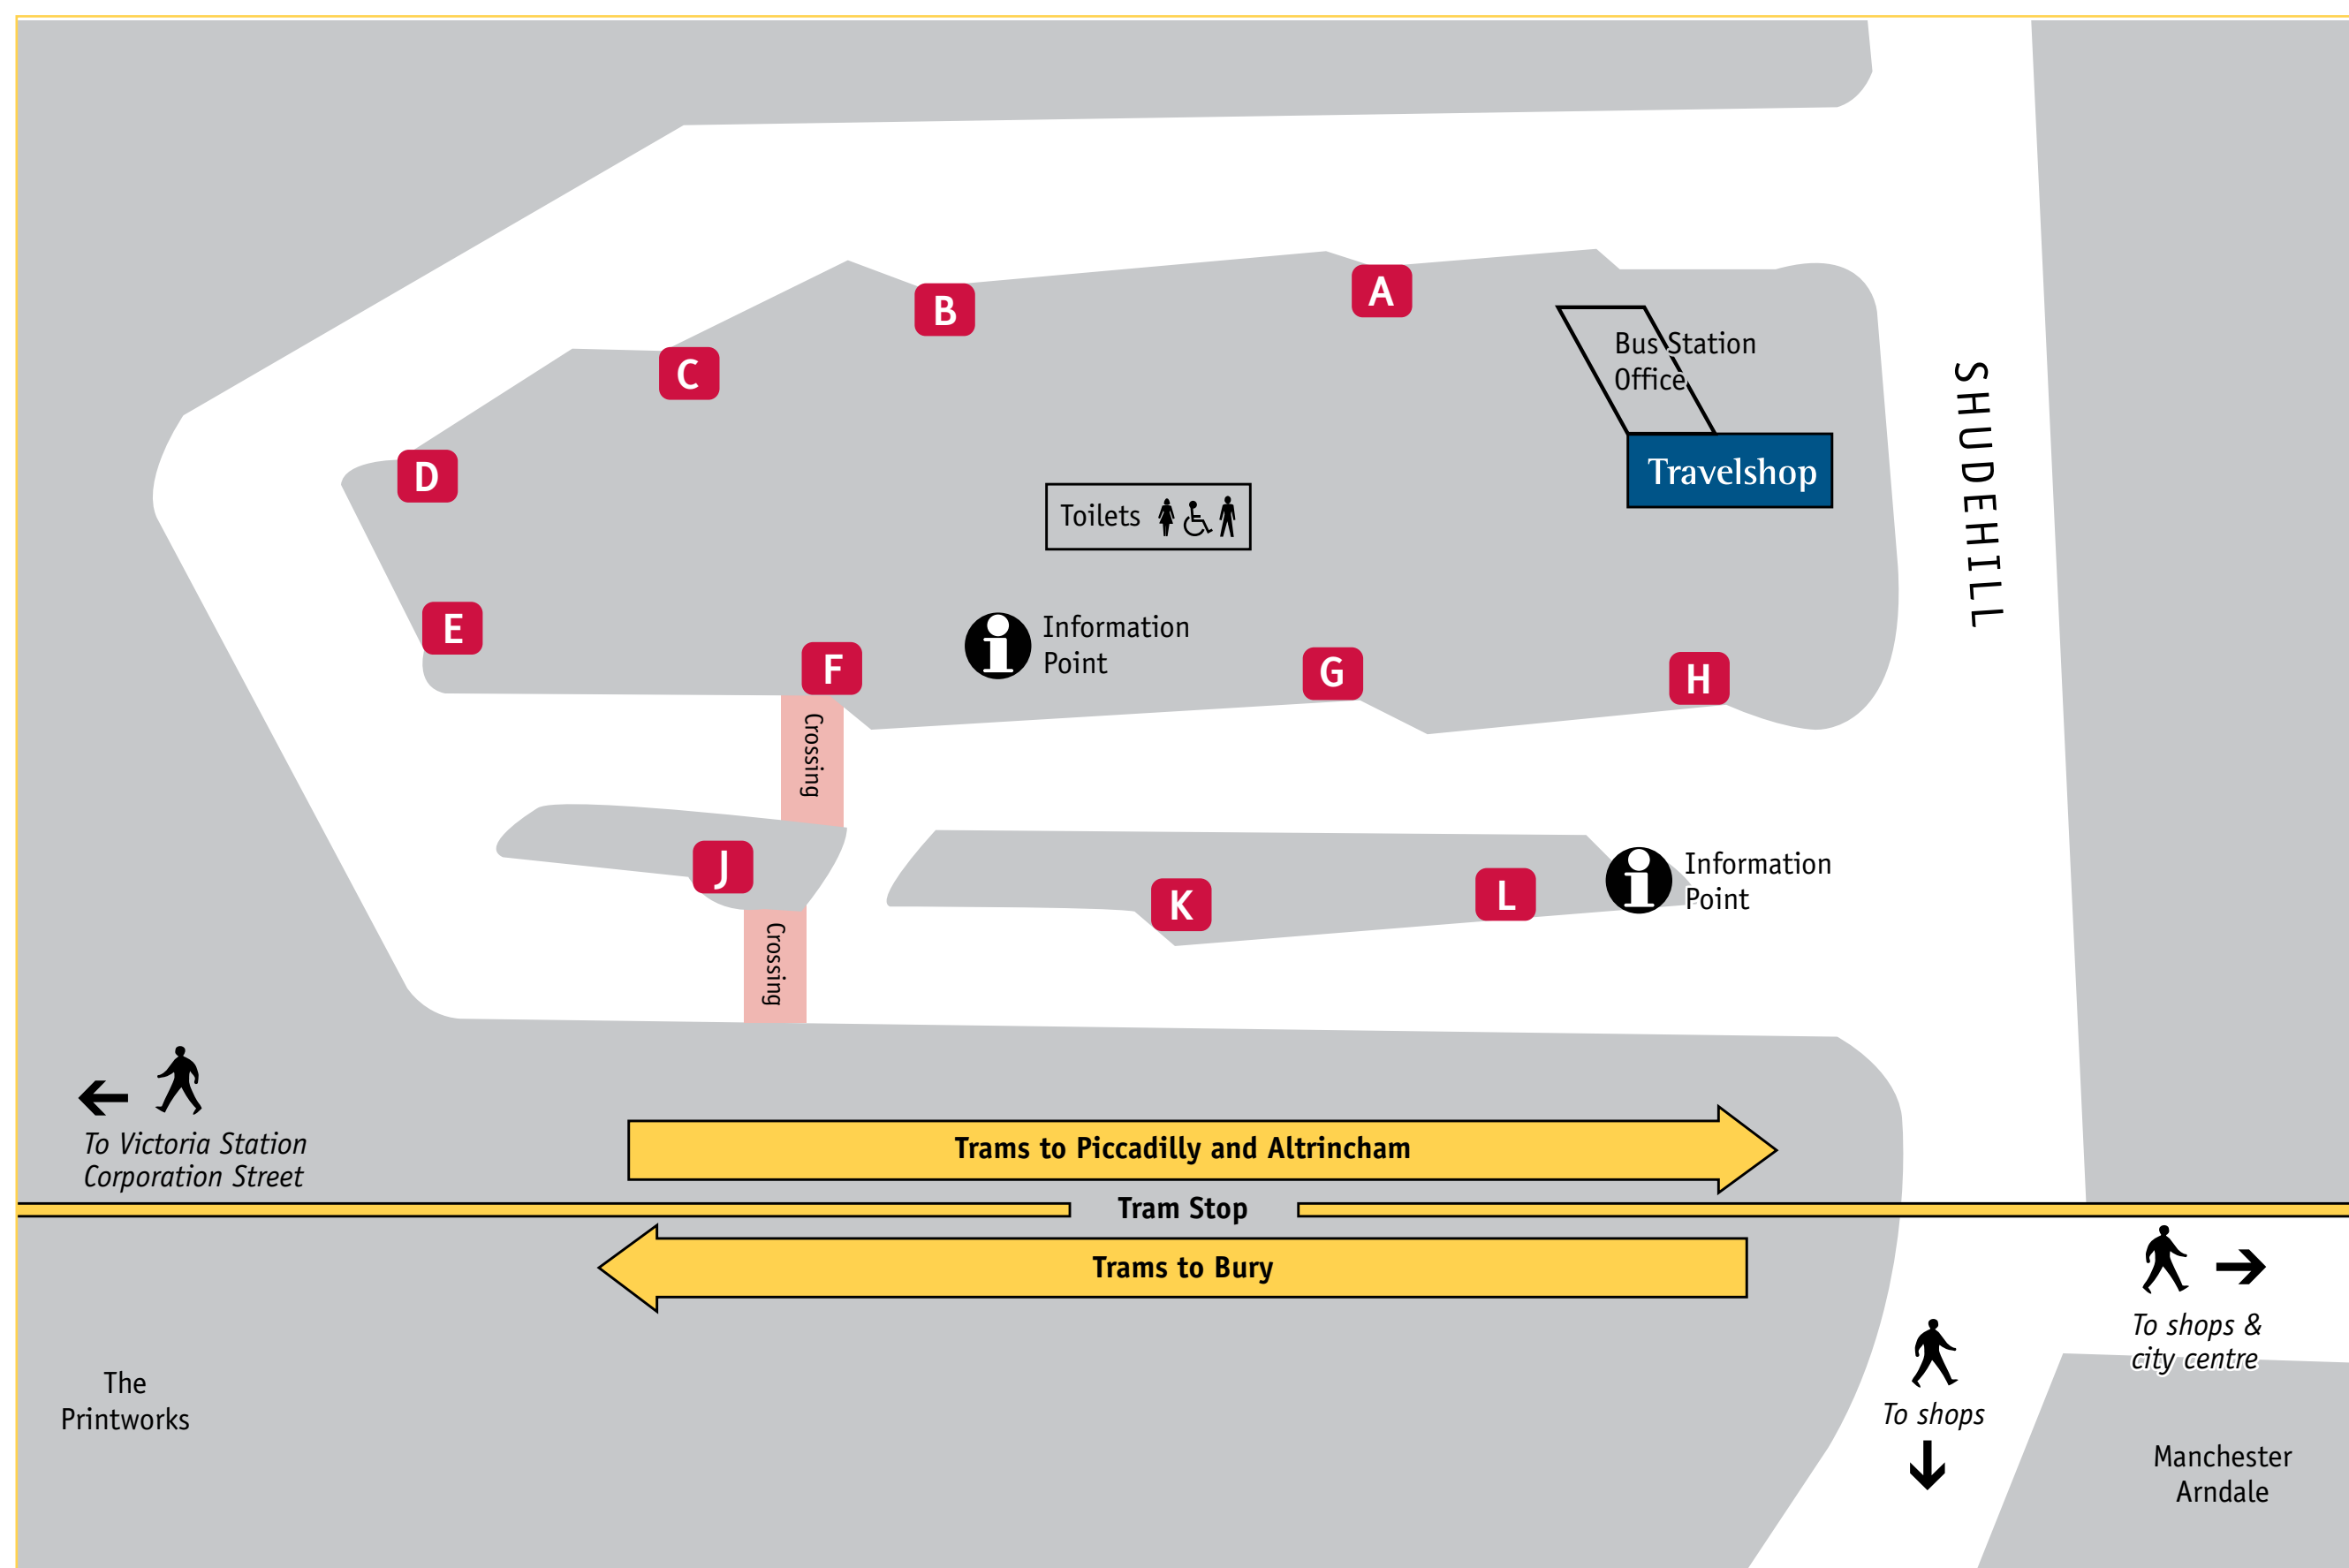 A
B
Bus Station
Office
C
SHUDEHILL
D
Travelshop
Toilets
E
Information
Point
F
G
H
Crossing
J
K
L
Information
Point
Crossing
To Victoria Station
Corporation Street
Trams to Piccadilly and Altrincham
Tram Stop
Trams to Bury
To shops &
city centre
The
Printworks
To shops
Manchester
Arndale